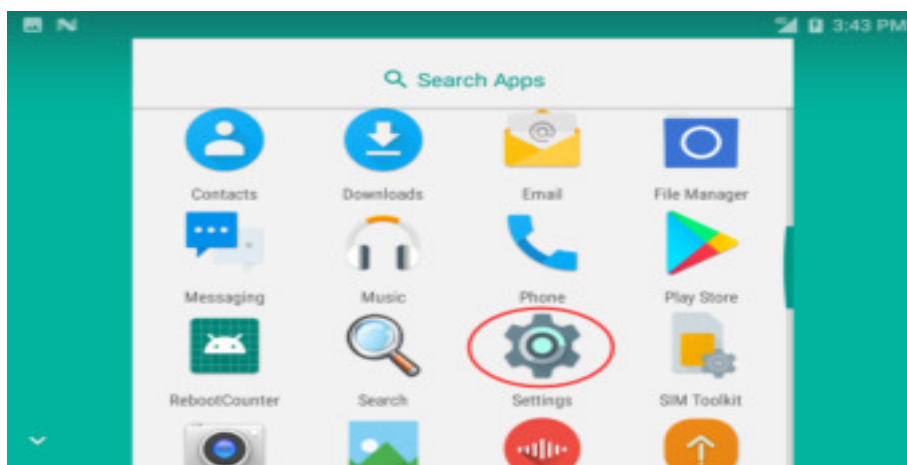 3:43 PM
Search Apps
Contacts Downloads Email File Manager
Messaging Music Phone Play Store
RebootCounter Search Settings SIM Toolkit